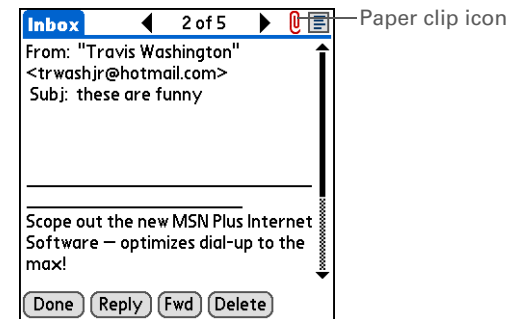 Inbox 2 of 5 Paper clip icon
From: "Travis Washington"
<trwashjr@hotmail.com>
Subj: these are funny
Scope out the new MSN Plus Internet
Software — optimizes dial-up to the
max!
Done Reply Fwd Delete